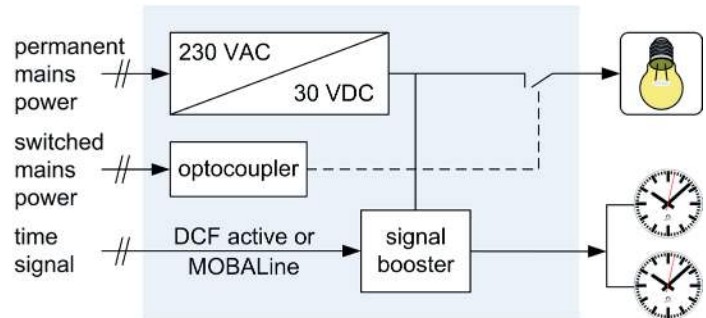 permanent
mains
power
230 VAC
30 VDC
switched
mains
power
optocoupler
time
signal
DCF active or
MOBALine
signal
booster